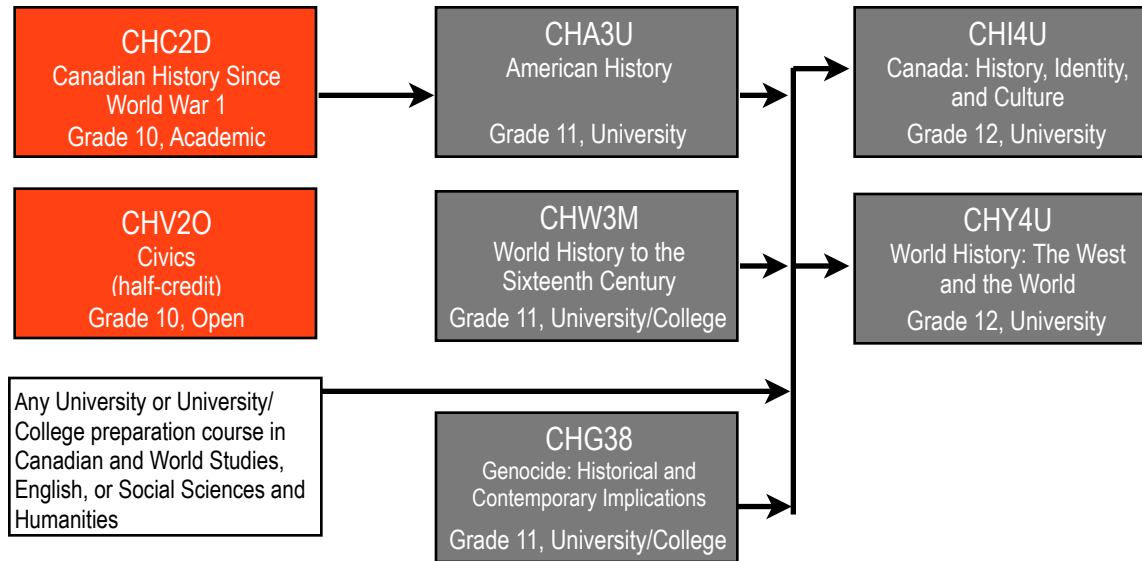 CHC2D
Canadian History Since
World War 1
Grade 10, Academic
CHA3U
American History
Grade 11, University
CHI4U
Canada: History, Identity,
and Culture
Grade 12, University
CHV2O
Civics
(half-credit)
Grade 10, Open
CHW3M
World History to the
Sixteenth Century
Grade 11, University/College
CHY4U
World History: The West
and the World
Grade 12, University
Any University or University/
College preparation course in
Canadian and World Studies,
English, or Social Sciences and
Humanities
CHG38
Genocide: Historical and
Contemporary Implications
Grade 11, University/College